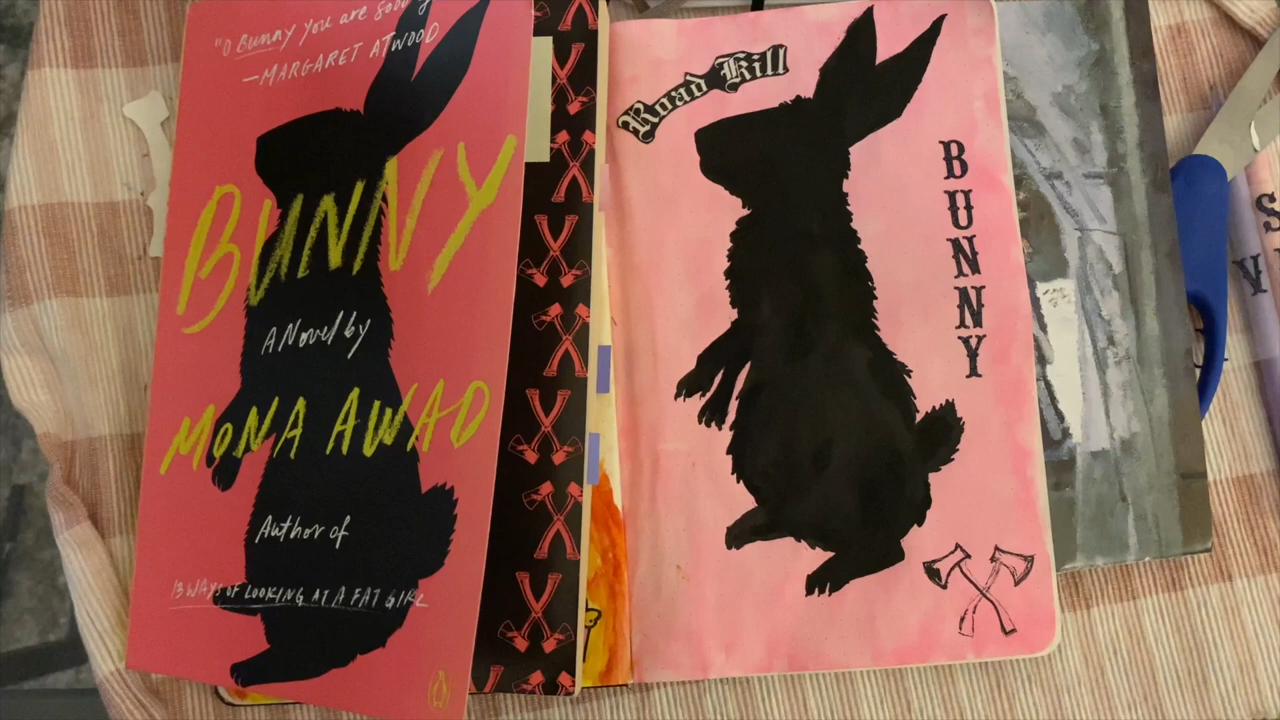 "O Bunny you are
—MARGARET ATWOOD
BUNNY
A Novel by
MONA AWAD
Author of
13 WAYS OF LOOKING AT A FAT GIRL
Road Kill
BUNNY
S
V